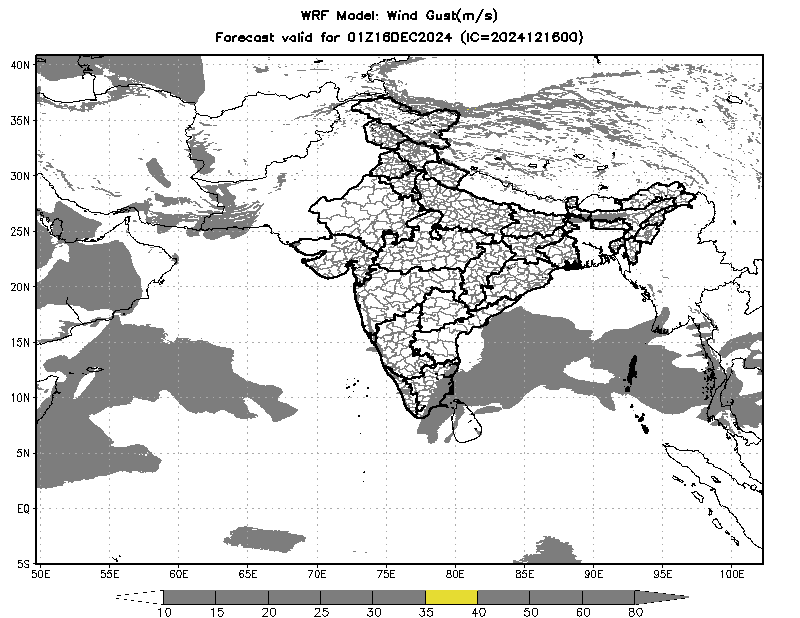 WRF Model: Wind Gust(m/s)
Forecast valid for 01Z16DEC2024 (IC=2024121600)
40N
35N
30N
25N
20N
15N
10N
5N
EQ
5S
50E 55E 60E 65E 70E 75E 80E 85E 90E 95E 100E
10 15 20 25 30 35 40 50 60 80